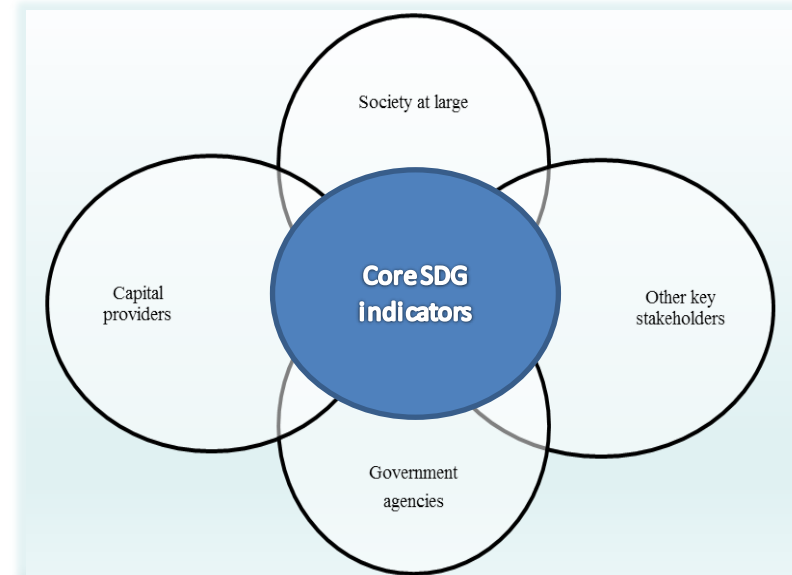 Society at large
Capital
providers
Core SDG
indicators
Other key
stakeholders
Government
agencies